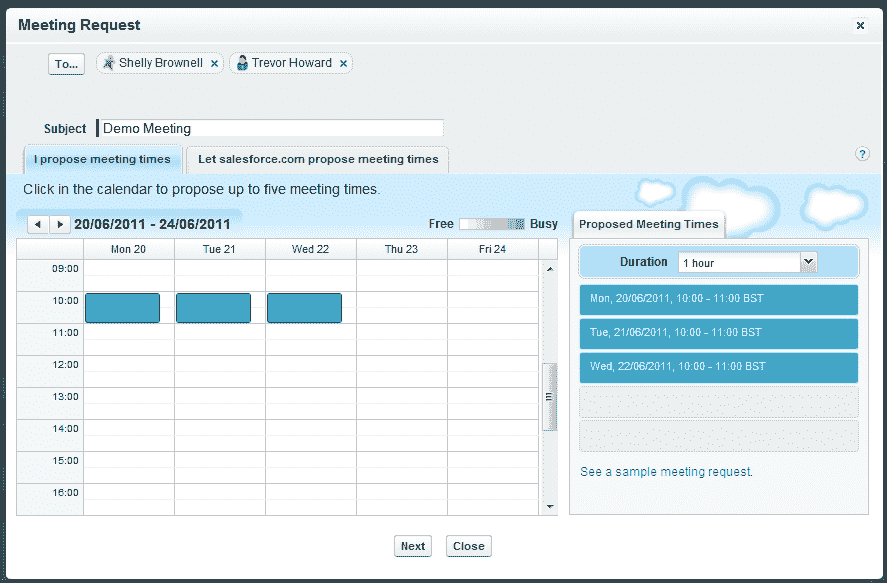 Meeting Request
To... Shelly Brownell Trevor Howard
Subject Demo Meeting
I propose meeting times Let salesforce.com propose meeting times ?
Click in the calendar to propose up to five meeting times.
20/06/2011 - 24/06/2011 Free Busy
Mon 20 Tue 21 Wed 22 Thu 23 Fri 24
09:00
10:00
11:00
12:00
13:00
14:00
15:00
16:00
Proposed Meeting Times
Duration 1 hour
Mon, 20/06/2011, 10:00 - 11:00 BST
Tue, 21/06/2011, 10:00 - 11:00 BST
Wed, 22/06/2011, 10:00 - 11:00 BST
See a sample meeting request.
Next Close